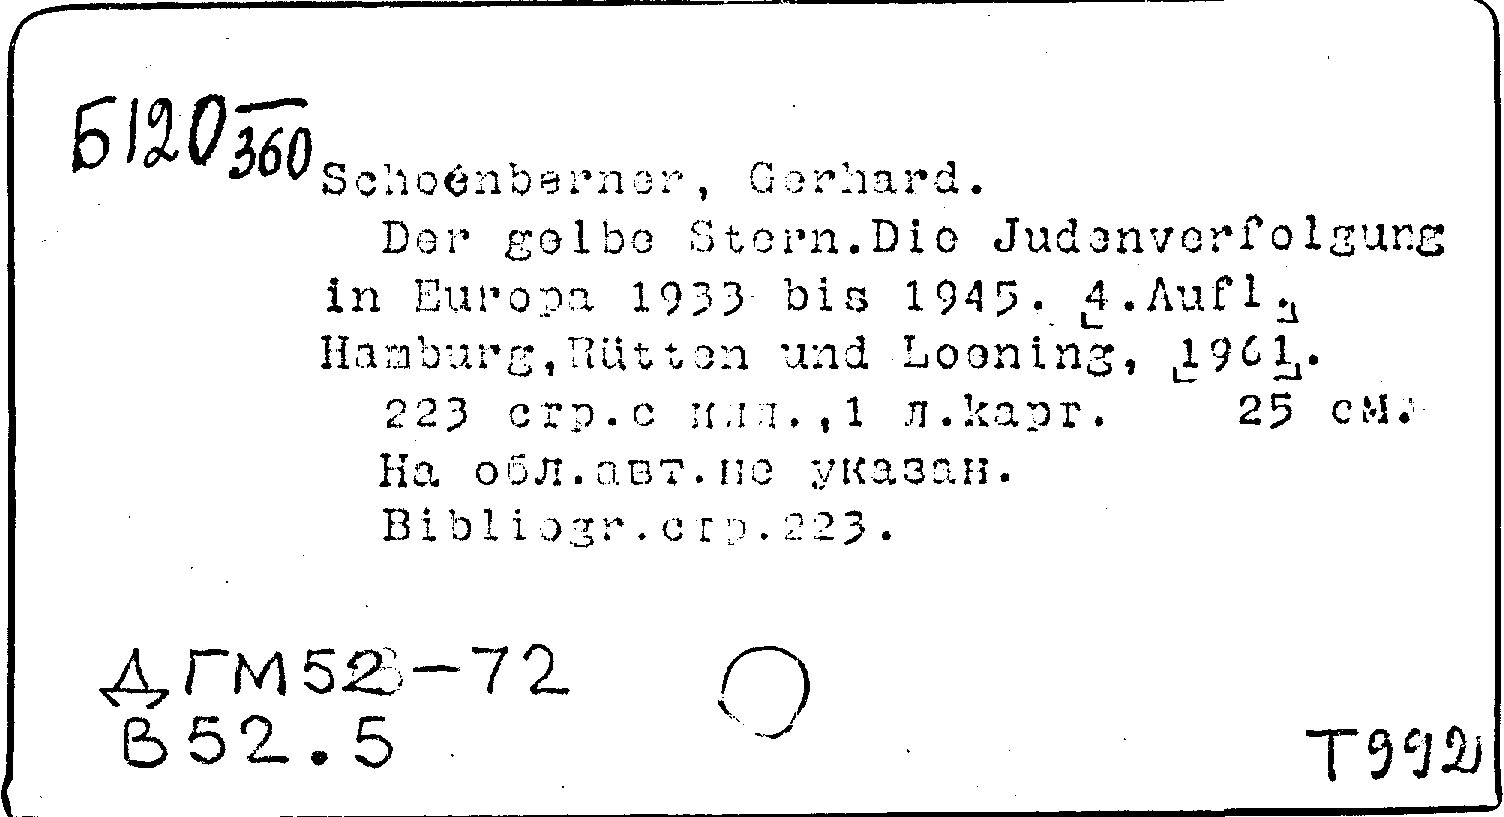 Б120 360
Schoenberner, Gerhard.
Der gelbe Stern.Die Judenverfolgung
in Europa 1933 bis 1945. [4.Aufl.]
Hamburg,Rütten und Loening, [1961].
223 стр.с илл.,1 л.карт. 25 см.
На обл.авт.не указан.
Bibliogr.стр.223.
ДГМ52-72
В52.5
Т992